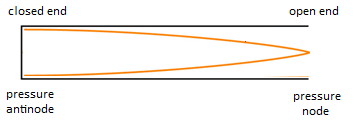 closed end
open end
pressure
antinode
pressure
node